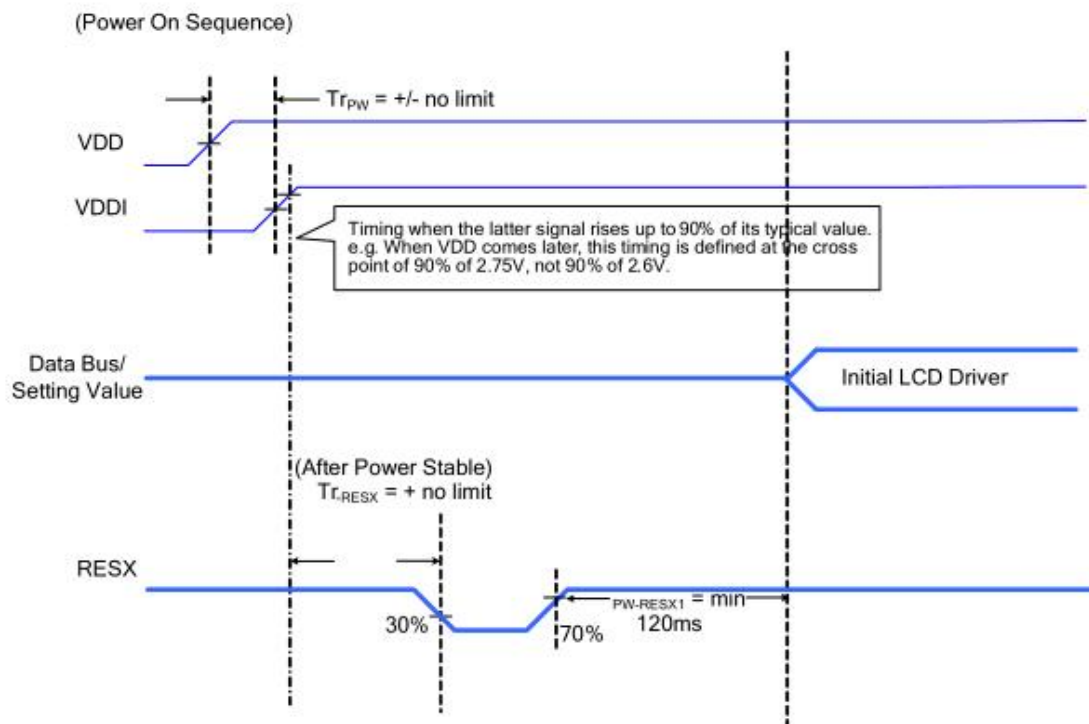 (Power On Sequence)
TrPW = +/- no limit
VDD
VDDI
Timing when the latter signal rises up to 90% of its typical value.
e.g. When VDD comes later, this timing is defined at the cross
point of 90% of 2.75V, not 90% of 2.6V.
Data Bus/
Setting Value
Initial LCD Driver
(After Power Stable)
Tr-RESX = + no limit
RESX
30%
70%
PW-RESX1 = min
120ms